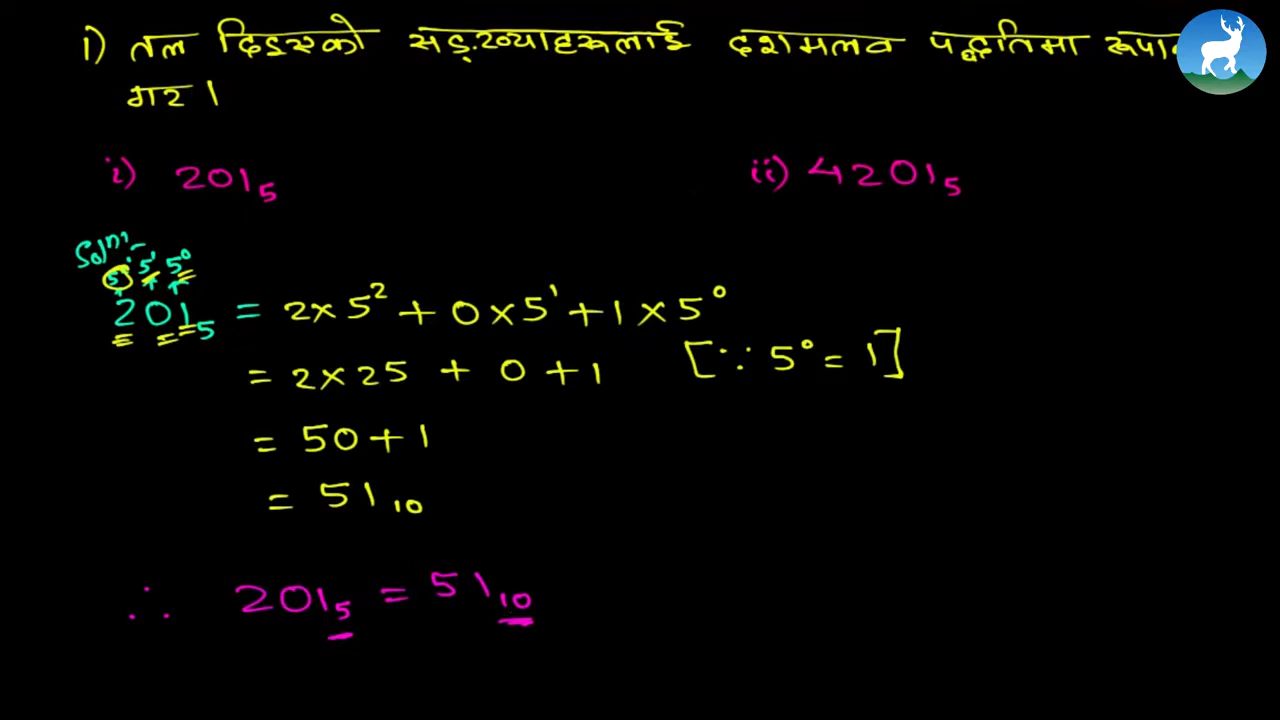 1) तल दिइएको सङ्ख्याहरूलाई दशमलव पद्धतिमा
गर ।
i) 201₅ ii) 4201₅
Solⁿ:-
5² 5¹ 5⁰
201₅ = 2×5² + 0×5¹ + 1×5⁰
= 2×25 + 0 + 1 [∵ 5⁰ = 1]
= 50 + 1
= 51₁₀
∴ 201₅ = 51₁₀